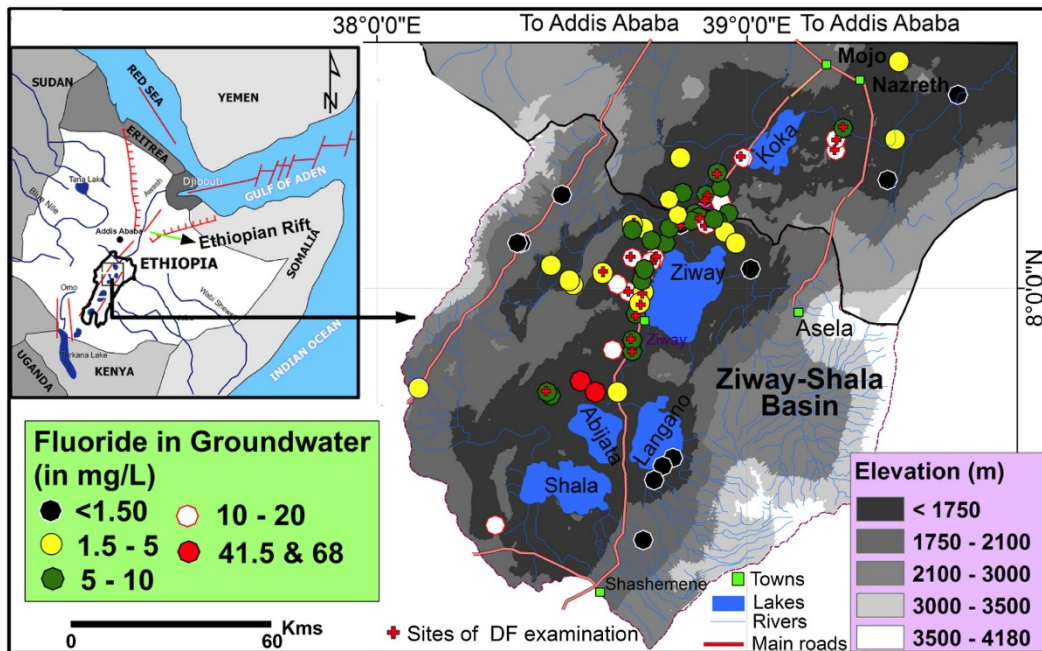 38°0'0"E
To Addis Ababa
39°0'0"E
To Addis Ababa
SUDAN
RED SEA
YEMEN
N
ERITREA
Tana Lake
Blue Nile
Awash
Djibouti
GULF OF ADEN
Addis Ababa
Ethiopian Rift
ETHIOPIA
SOMALIA
Omo
Turkana Lake
UGANDA
KENYA
INDIAN OCEAN
Mojo
Nazreth
Koka
Ziway
8°0'0"N
Asela
Ziway
Ziway-Shala
Basin
Abijata
Langano
Shala
Shashemene
Fluoride in Groundwater
(in mg/L)
<1.50
1.5 - 5
5 - 10
10 - 20
41.5 & 68
0
60
Kms
Sites of DF examination
Towns
Lakes
Rivers
Main roads
Elevation (m)
< 1750
1750 - 2100
2100 - 3000
3000 - 3500
3500 - 4180